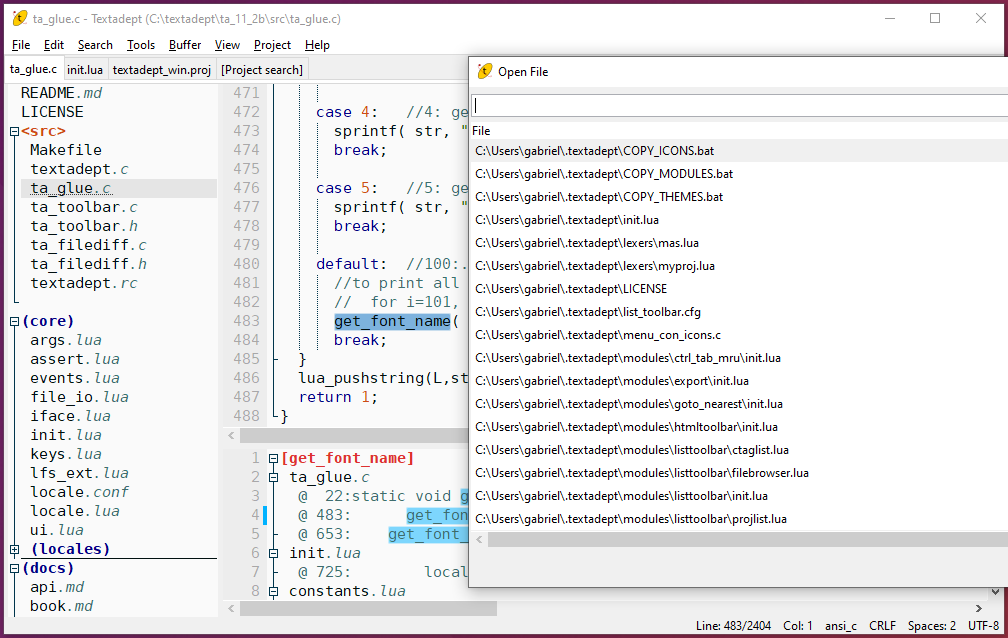 ta_glue.c - Textadept (C:\textadept\ta_11_2b\src\ta_glue.c)
File Edit Search Tools Buffer View Project Help
ta_glue.c init.lua textadept_win.proj [Project search]
README.md
LICENSE
<src>
Makefile
textadept.c
ta_glue.c
ta_toolbar.c
ta_toolbar.h
ta_filediff.c
ta_filediff.h
textadept.rc
(core)
args.lua
assert.lua
events.lua
file_io.lua
iface.lua
init.lua
keys.lua
lfs_ext.lua
locale.conf
locale.lua
ui.lua
(locales)
(docs)
api.md
book.md
471
472 case 4: //4: ge
473 sprintf( str, "
474 break;
475
476 case 5: //5: ge
477 sprintf( str, "
478 break;
479
480 default: //100:.
481 //to print all
482 // for i=101,
483 get_font_name(
484 break;
485 }
486 lua_pushstring(L,st
487 return 1;
488 }
1 [get_font_name]
2 ta_glue.c
3 @ 22:static void g
4 @ 483: get_fon
5 @ 653: get_font_
6 init.lua
7 @ 725: local
8 constants.lua
Open File
File
C:\Users\gabriel\.textadept\COPY_ICONS.bat
C:\Users\gabriel\.textadept\COPY_MODULES.bat
C:\Users\gabriel\.textadept\COPY_THEMES.bat
C:\Users\gabriel\.textadept\init.lua
C:\Users\gabriel\.textadept\lexers\mas.lua
C:\Users\gabriel\.textadept\lexers\myproj.lua
C:\Users\gabriel\.textadept\LICENSE
C:\Users\gabriel\.textadept\list_toolbar.cfg
C:\Users\gabriel\.textadept\menu_con_icons.c
C:\Users\gabriel\.textadept\modules\ctrl_tab_mru\init.lua
C:\Users\gabriel\.textadept\modules\export\init.lua
C:\Users\gabriel\.textadept\modules\goto_nearest\init.lua
C:\Users\gabriel\.textadept\modules\htmltoolbar\init.lua
C:\Users\gabriel\.textadept\modules\listtoolbar\ctaglist.lua
C:\Users\gabriel\.textadept\modules\listtoolbar\filebrowser.lua
C:\Users\gabriel\.textadept\modules\listtoolbar\init.lua
C:\Users\gabriel\.textadept\modules\listtoolbar\projlist.lua
Line: 483/2404 Col: 1 ansi_c CRLF Spaces: 2 UTF-8